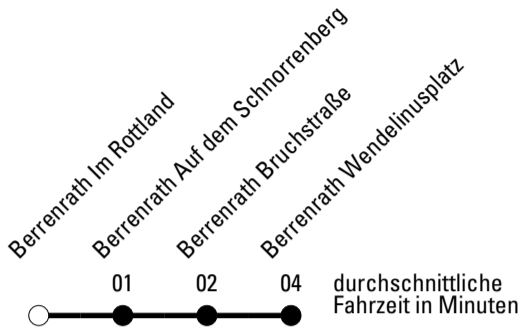 Berrenrath Im Rottland
Berrenrath Auf dem Schnorrenberg
Berrenrath Bruchstraße
Berrenrath Wendelinusplatz
01 02 04 durchschnittliche
Fahrzeit in Minuten